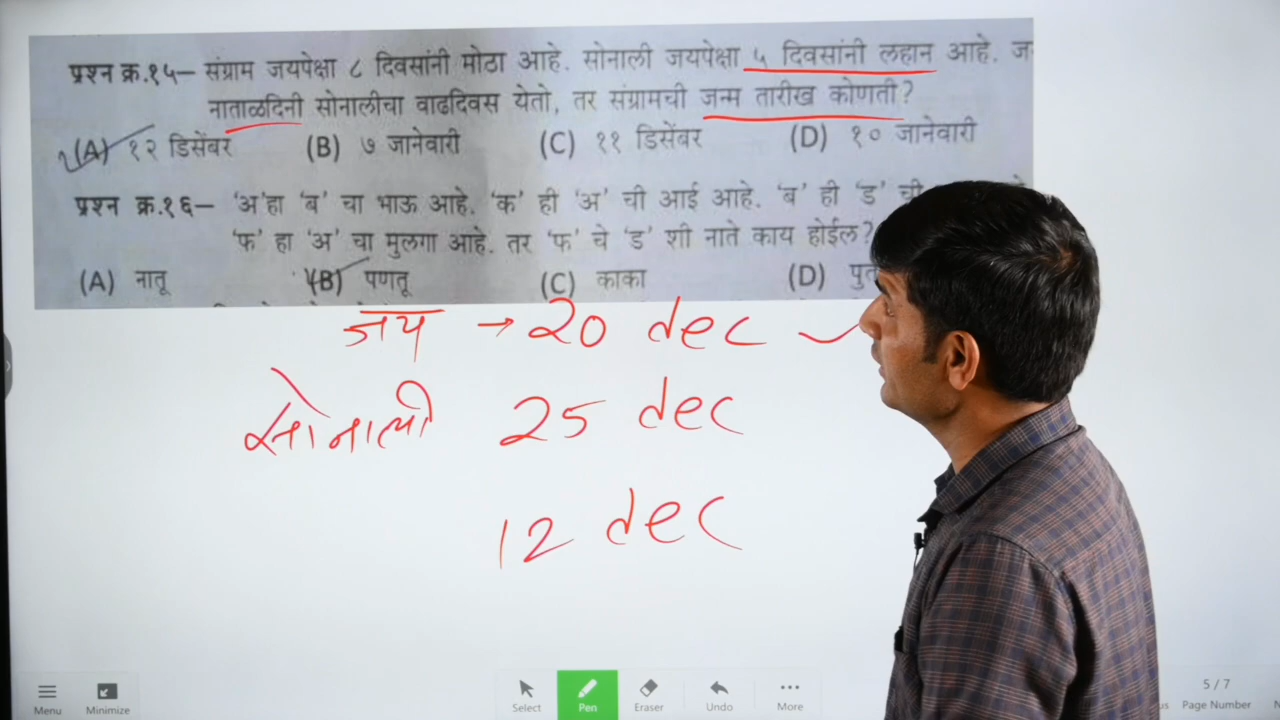 प्रश्न क्र.१५– संग्राम जयपेक्षा ८ दिवसांनी मोठा आहे. सोनाली जयपेक्षा ५ दिवसांनी लहान आहे.
नाताळदिनी सोनालीचा वाढदिवस येतो, तर संग्रामची जन्म तारीख कोणती?
(A) १२ डिसेंबर (B) ७ जानेवारी (C) ११ डिसेंबर (D) १० जानेवारी
प्रश्न क्र.१६– 'अ'हा 'ब' चा भाऊ आहे. 'क' ही 'अ' ची आई आहे. 'ब' ही 'ड' ची
'फ' हा 'अ' चा मुलगा आहे. तर 'फ' चे 'ड' शी नाते काय होईल?
(A) नातू (B) पणतू (C) काका (D)
जय → 20 dec
सोनाली 25 dec
12 dec
Menu Minimize Select Pen Eraser Undo More Page Number
5 / 7